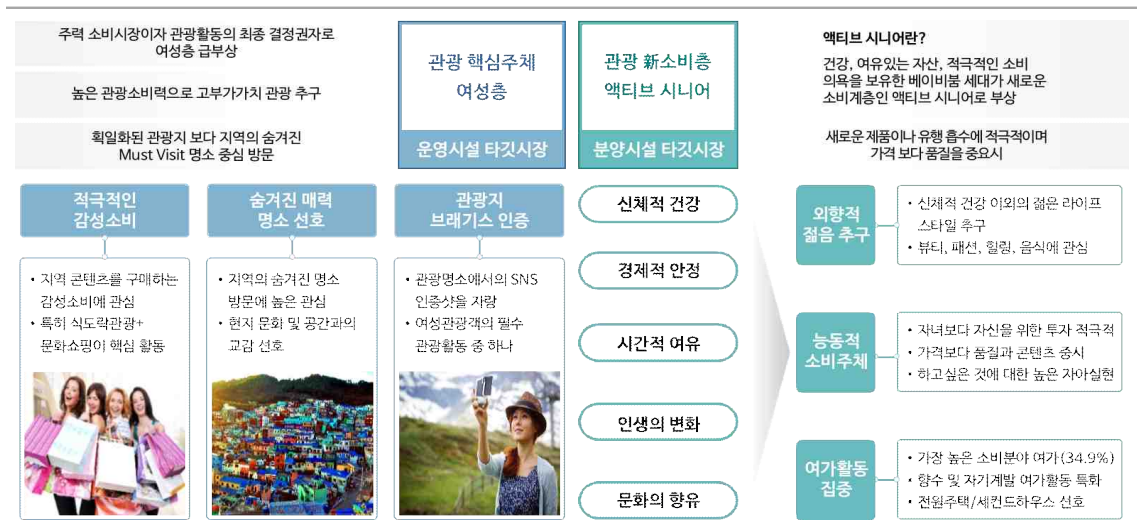 주력 소비시장이자 관광활동의 최종 결정권자로
여성층 급부상
높은 관광소비력으로 고부가가치 관광 추구
획일화된 관광지 보다 지역의 숨겨진
Must Visit 명소 중심 방문
관광 핵심주체
여성층
운영시설 타깃시장
관광 新소비층
액티브 시니어
분양시설 타깃시장
액티브 시니어란?
건강, 여유있는 자산, 적극적인 소비
의욕을 보유한 베이비붐 세대가 새로운
소비계층인 액티브 시니어로 부상
새로운 제품이나 유행 흡수에 적극적이며
가격 보다 품질을 중요시
적극적인
감성소비
• 지역 콘텐츠를 구매하는
감성소비에 관심
• 특히 식도락관광+
문화쇼핑이 핵심 활동
숨겨진 매력
명소 선호
• 지역의 숨겨진 명소
방문에 높은 관심
• 현지 문화 및 공간과의
교감 선호
관광지
브래기스 인증
• 관광명소에서의 SNS
인증샷을 자랑
• 여성관광객의 필수
관광활동 중 하나
신체적 건강
경제적 안정
시간적 여유
인생의 변화
문화의 향유
외향적
젊음 추구
• 신체적 건강 이외의 젊은 라이프
스타일 추구
• 뷰티, 패션, 힐링, 음식에 관심
능동적
소비주체
• 자녀보다 자신을 위한 투자 적극적
• 가격보다 품질과 콘텐츠 중시
• 하고싶은 것에 대한 높은 자아실현
여가활동
집중
• 가장 높은 소비분야 여가(34.9%)
• 향수 및 자기계발 여가활동 특화
• 전원주택/세컨드하우스 선호